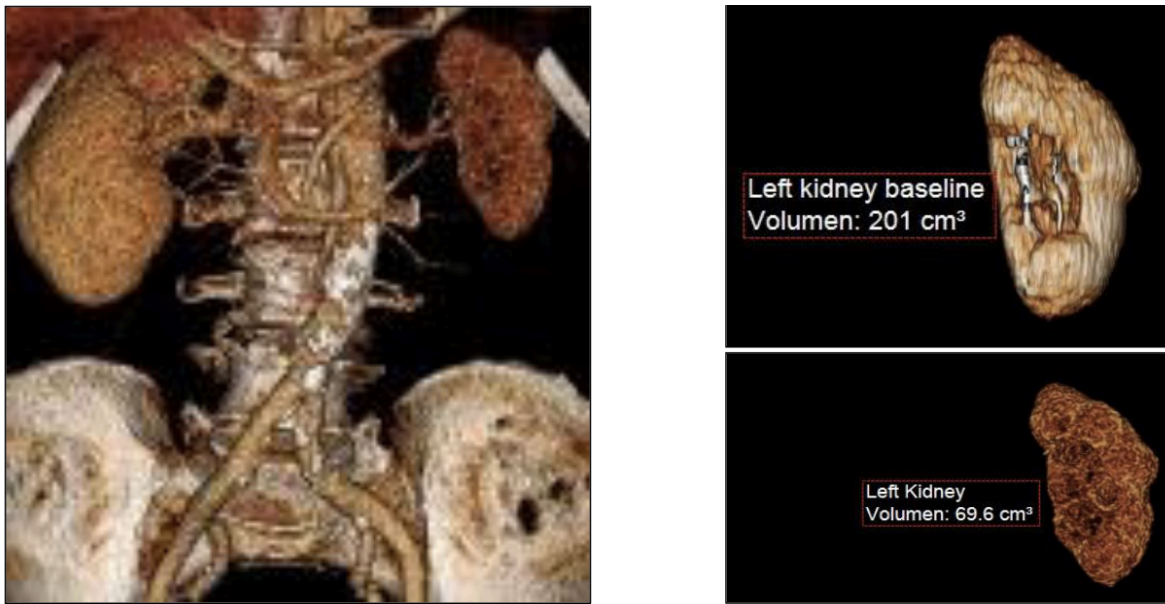 Left kidney baseline
Volumen: 201 cm³
Left Kidney
Volumen: 69.6 cm³